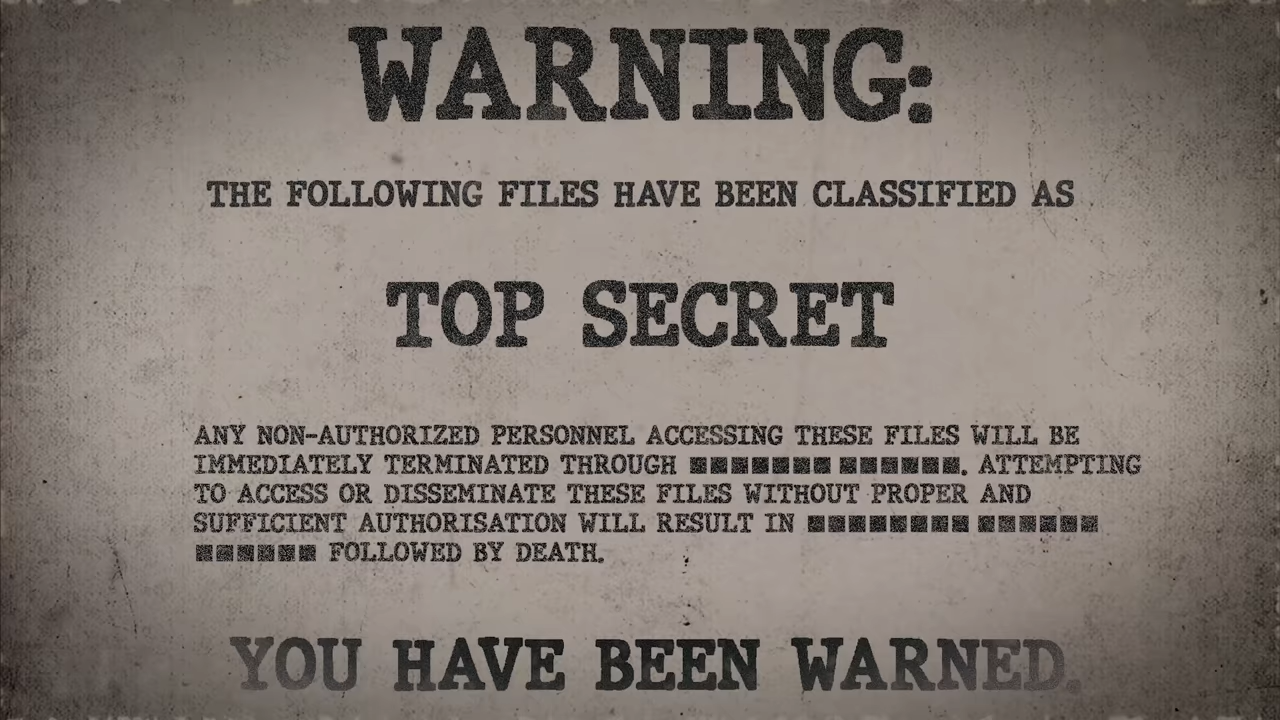 WARNING:
THE FOLLOWING FILES HAVE BEEN CLASSIFIED AS
TOP SECRET
ANY NON-AUTHORIZED PERSONNEL ACCESSING THESE FILES WILL BE
IMMEDIATELY TERMINATED THROUGH ■■■■■■■ ■■■■■■. ATTEMPTING
TO ACCESS OR DISSEMINATE THESE FILES WITHOUT PROPER AND
SUFFICIENT AUTHORISATION WILL RESULT IN ■■■■■■■■ ■■■■■■
■■■■■■ FOLLOWED BY DEATH.
YOU HAVE BEEN WARNED.